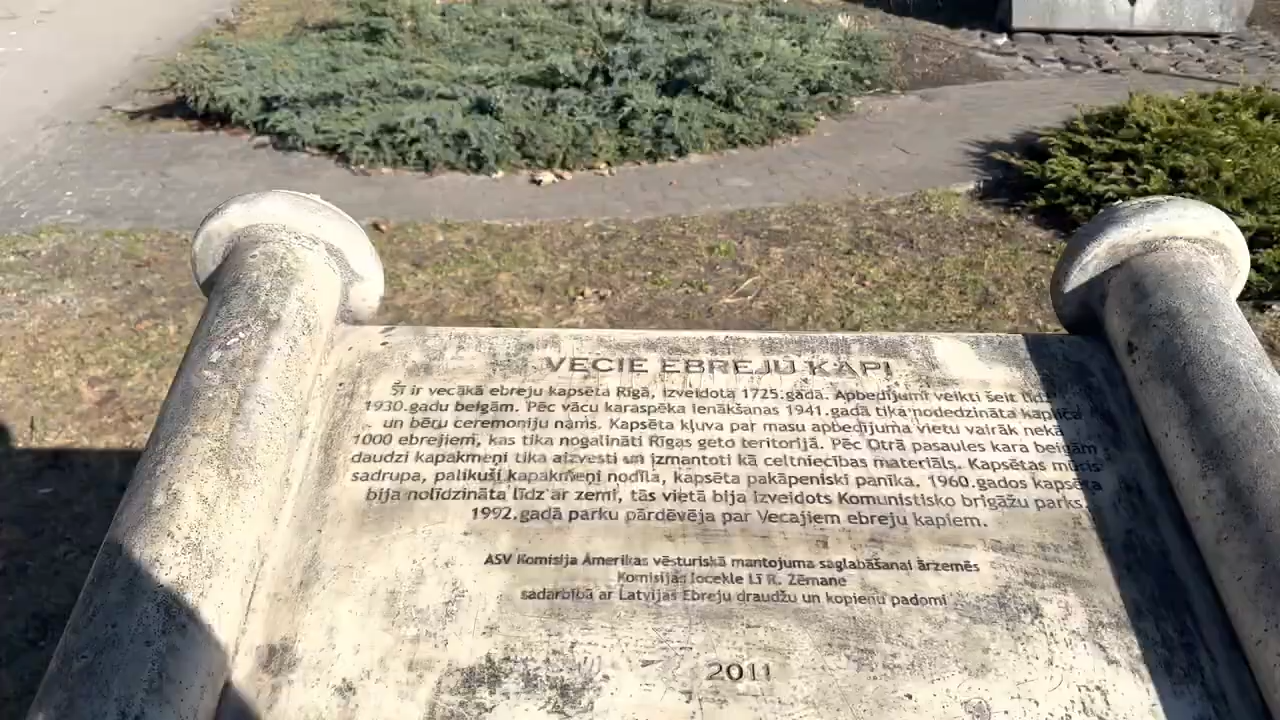 VECIE EBREJU KAPI
Šī ir vecākā ebreju kapsēta Rīgā, izveidota 1725.gadā. Apbedījumi veikti šeit līdz
1930.gadu beigām. Pēc vācu karaspēka ienākšanas 1941.gadā tika nodedzināta kapliča
un bēru ceremoniju nams. Kapsēta kļuva par masu apbedījuma vietu vairāk nekā
1000 ebrejiem, kas tika nogalināti Rīgas geto teritorijā. Pēc Otrā pasaules kara beigām
daudzi kapakmeņi tika aizvesti un izmantoti kā celtniecības materiāls. Kapsētas mūris
sadrupa, palikuši kapakmeņi nodila, kapsēta pakāpeniski panīka. 1960.gados kapsēta
bija nolīdzināta līdz ar zemi, tās vietā bija izveidots Komunistisko brigāžu parks.
1992.gadā parku pārdēvēja par Vecajiem ebreju kapiem.
ASV Komisija Amerikas vēsturiskā mantojuma saglabāšanai ārzemēs
Komisijas locekle Lī R. Zēmane
sadarbībā ar Latvijas Ebreju draudžu un kopienu padomi
2011